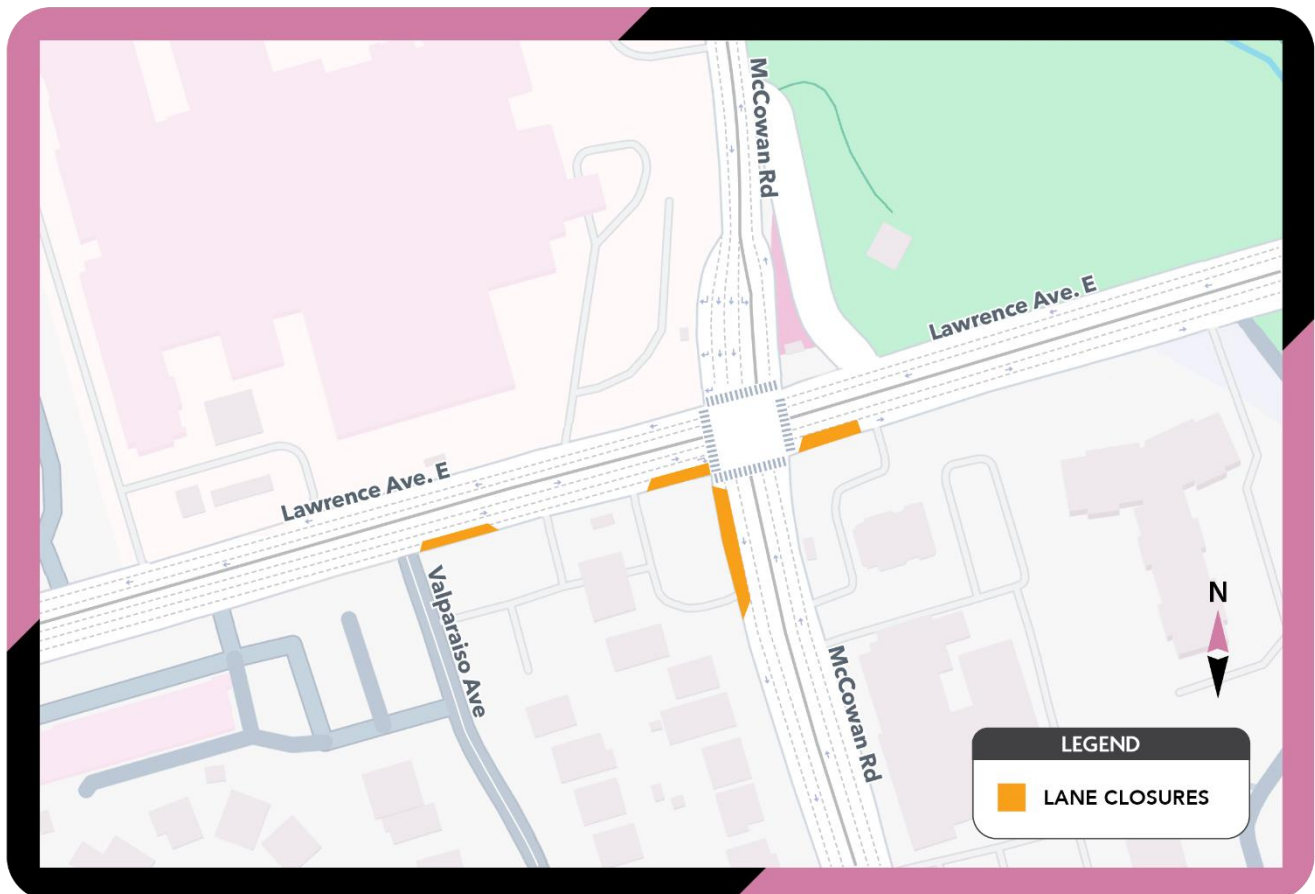 McCowan Rd
Lawrence Ave. E
Lawrence Ave. E
Valparaiso Ave
McCowan Rd
N
LEGEND
LANE CLOSURES